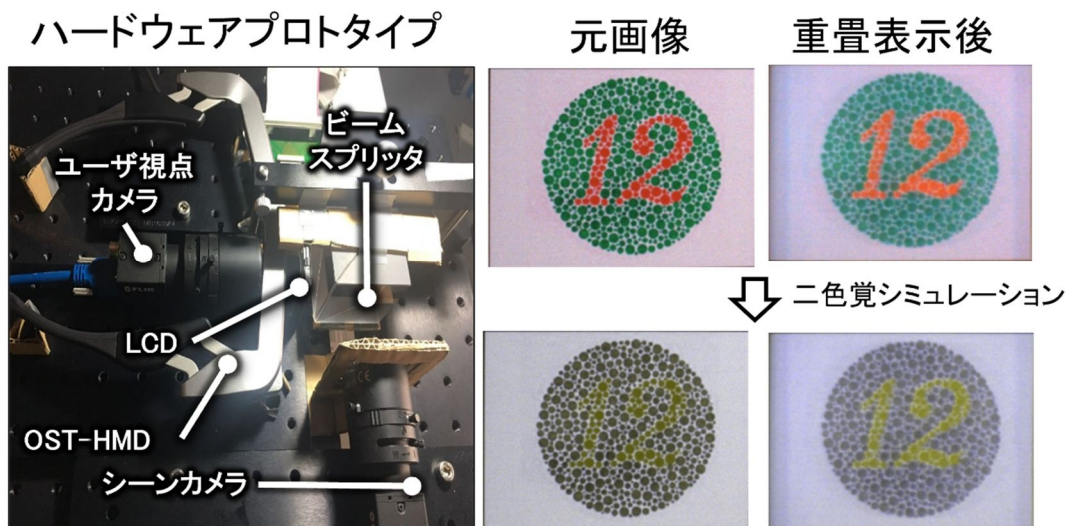 ハードウェアプロトタイプ
元画像
重畳表示後
ビーム
スプリッタ
ユーザ視点
カメラ
LCD
OST-HMD
シーンカメラ
12
12
二色覚シミュレーション
12
12